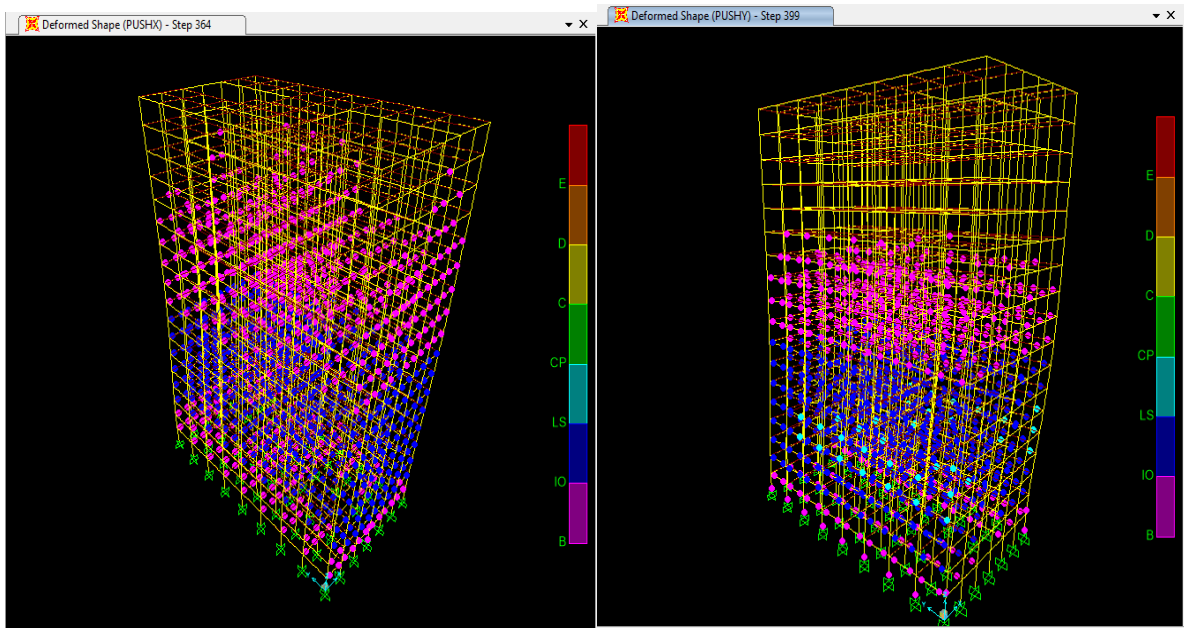 Deformed Shape (PUSHX) - Step 364
E
D
C
CP
LS
IO
B
Deformed Shape (PUSHY) - Step 399
E
D
C
CP
LS
IO
B